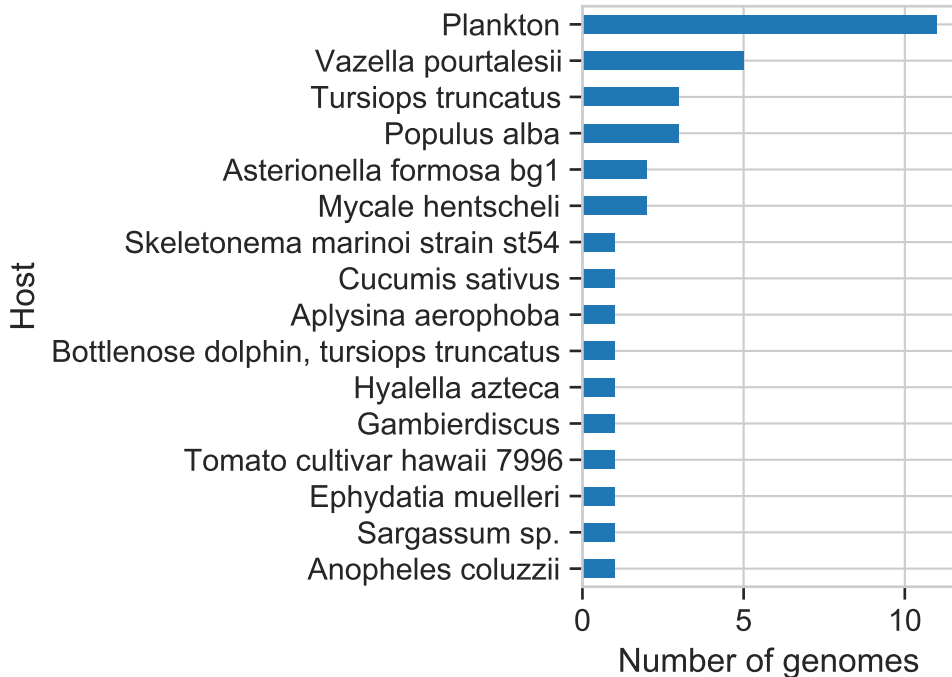 Plankton
Vazella pourtalesii
Tursiops truncatus
Populus alba
Asterionella formosa bg1
Mycale hentscheli
Skeletonema marinoi strain st54
Cucumis sativus
Aplysina aerophoba
Bottlenose dolphin, tursiops truncatus
Hyalella azteca
Gambierdiscus
Tomato cultivar hawaii 7996
Ephydatia muelleri
Sargassum sp.
Anopheles coluzzii
Host
0 5 10
Number of genomes